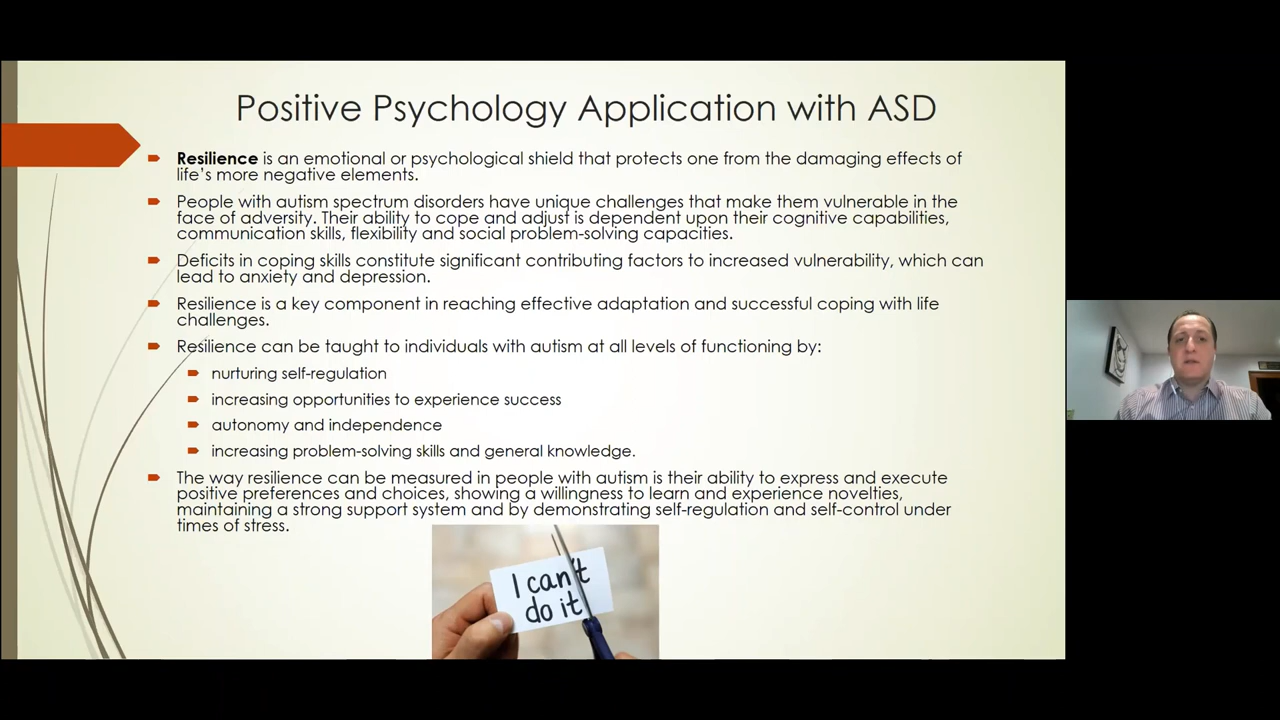 Positive Psychology Application with ASD
Resilience is an emotional or psychological shield that protects one from the damaging effects of
life's more negative elements.
People with autism spectrum disorders have unique challenges that make them vulnerable in the
face of adversity. Their ability to cope and adjust is dependent upon their cognitive capabilities,
communication skills, flexibility and social problem-solving capacities.
Deficits in coping skills constitute significant contributing factors to increased vulnerability, which can
lead to anxiety and depression.
Resilience is a key component in reaching effective adaptation and successful coping with life
challenges.
Resilience can be taught to individuals with autism at all levels of functioning by:
nurturing self-regulation
increasing opportunities to experience success
autonomy and independence
increasing problem-solving skills and general knowledge.
The way resilience can be measured in people with autism is their ability to express and execute
positive preferences and choices, showing a willingness to learn and experience novelties,
maintaining a strong support system and by demonstrating self-regulation and self-control under
times of stress.
I can't
do it